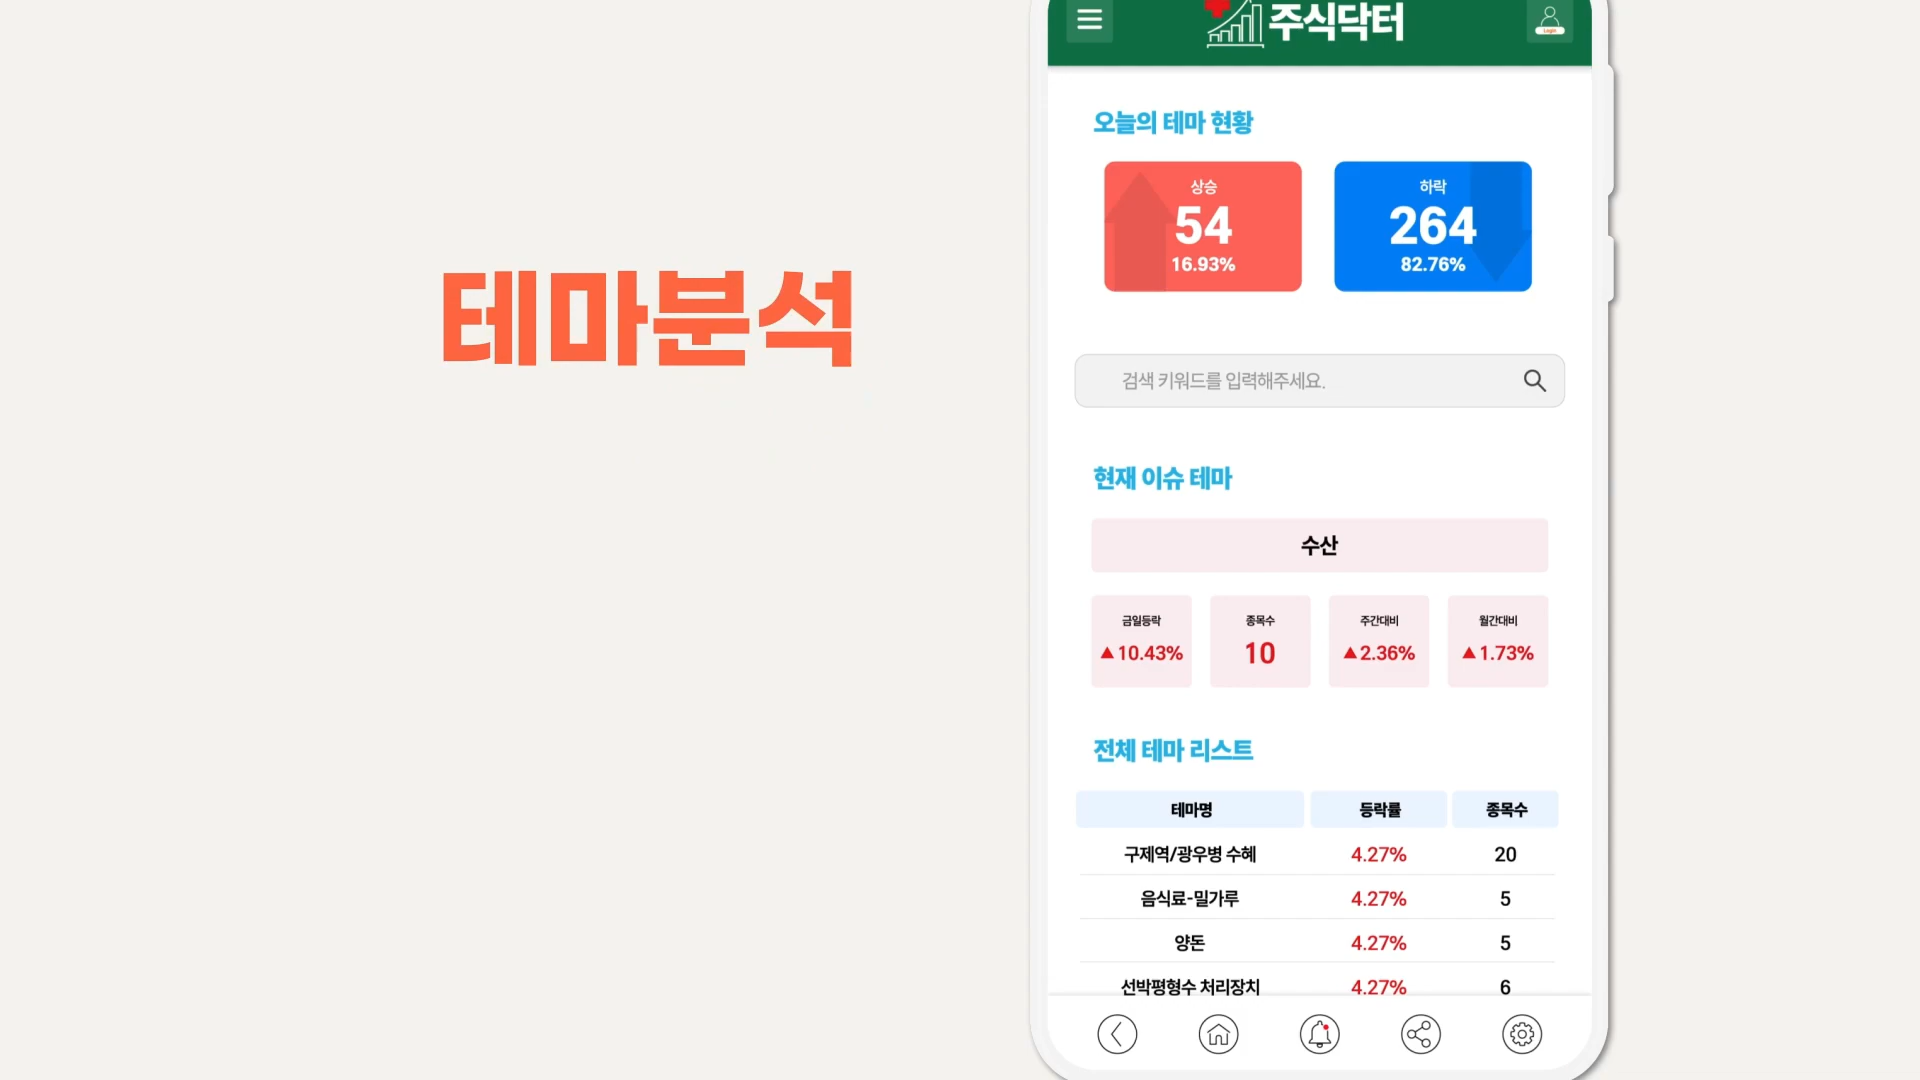 테마분석
주식닥터
Login
오늘의 테마 현황
상승
54
16.93%
하락
264
82.76%
검색 키워드를 입력해주세요.
현재 이슈 테마
수산
금일등락
▲10.43%
종목수
10
주간대비
▲2.36%
월간대비
▲1.73%
전체 테마 리스트
테마명 등락률 종목수
구제역/광우병 수혜 4.27% 20
음식료-밀가루 4.27% 5
양돈 4.27% 5
선박평형수 처리장치 4.27% 6